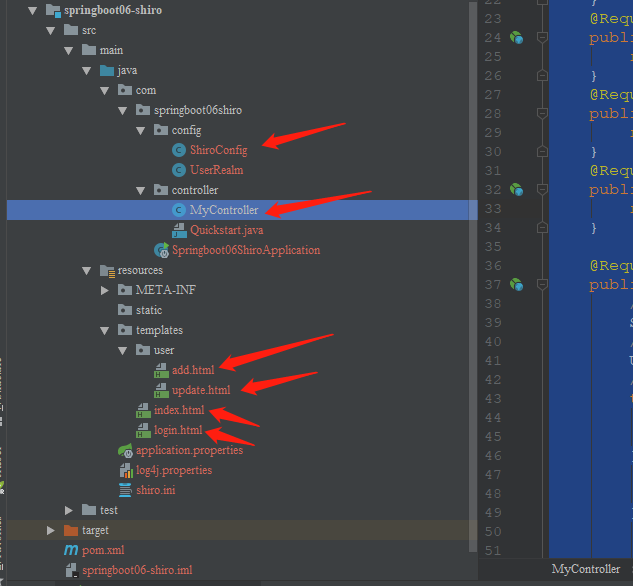 springboot06-shiro
src
main
java
com
springboot06shiro
config
ShiroConfig
UserRealm
controller
MyController
Quickstart.java
Springboot06ShiroApplication
resources
META-INF
static
templates
user
add.html
update.html
index.html
login.html
application.properties
log4j.properties
shiro.ini
test
target
pom.xml
springboot06-shiro.iml
22 }
23 @Requ
24 publi
25 r
26 }
27 @Requ
28 publi
29 r
30 }
31 @Requ
32 publi
33 r
34 }
35
36 @Requ
37 publi
38 /
39 S
40 /
41 U
42 /
43 t
44
45
46
47
48
49
50
51
MyController